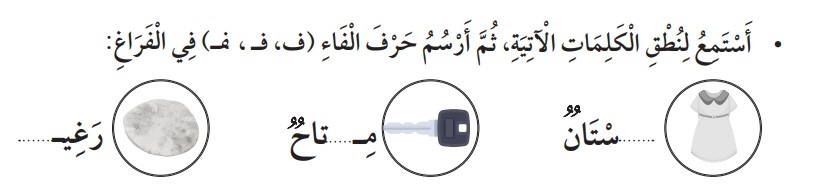 • أَسْتَمِعُ لِنُطْقِ الْكَلِمَاتِ الْآتِيَةِ، ثُمَّ أَرْسُمُ حَرْفَ الْفَاءِ (ف، فـ ، ـفـ) فِي الْفَرَاغِ:
.......سْتَانٌ مِـ.....تاحٌ رَغِيـ.......